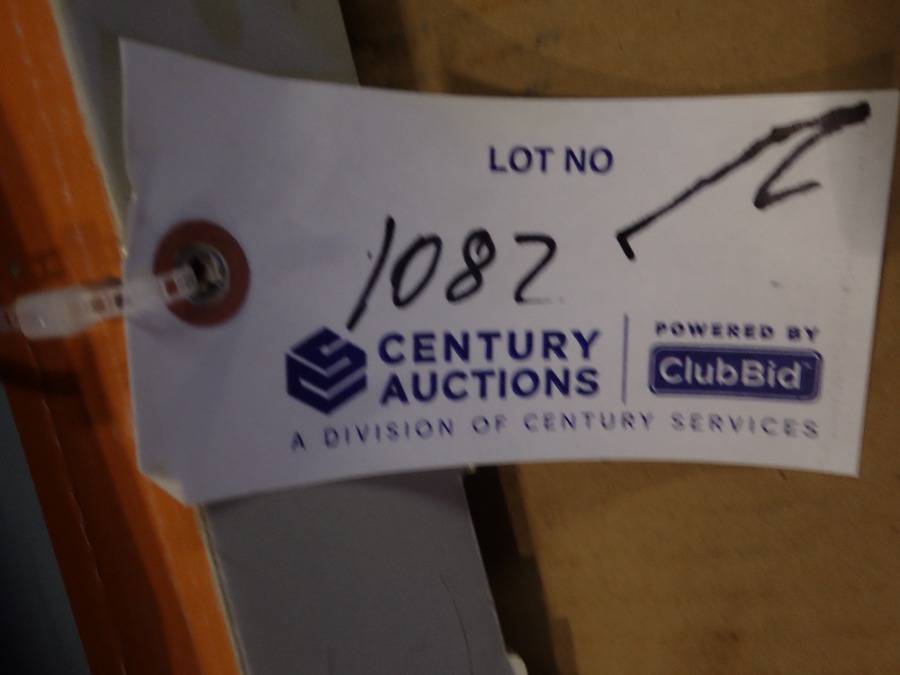 LOT NO
1082
CENTURY
AUCTIONS
A DIVISION OF CENTURY SERVICES
POWERED BY
ClubBid